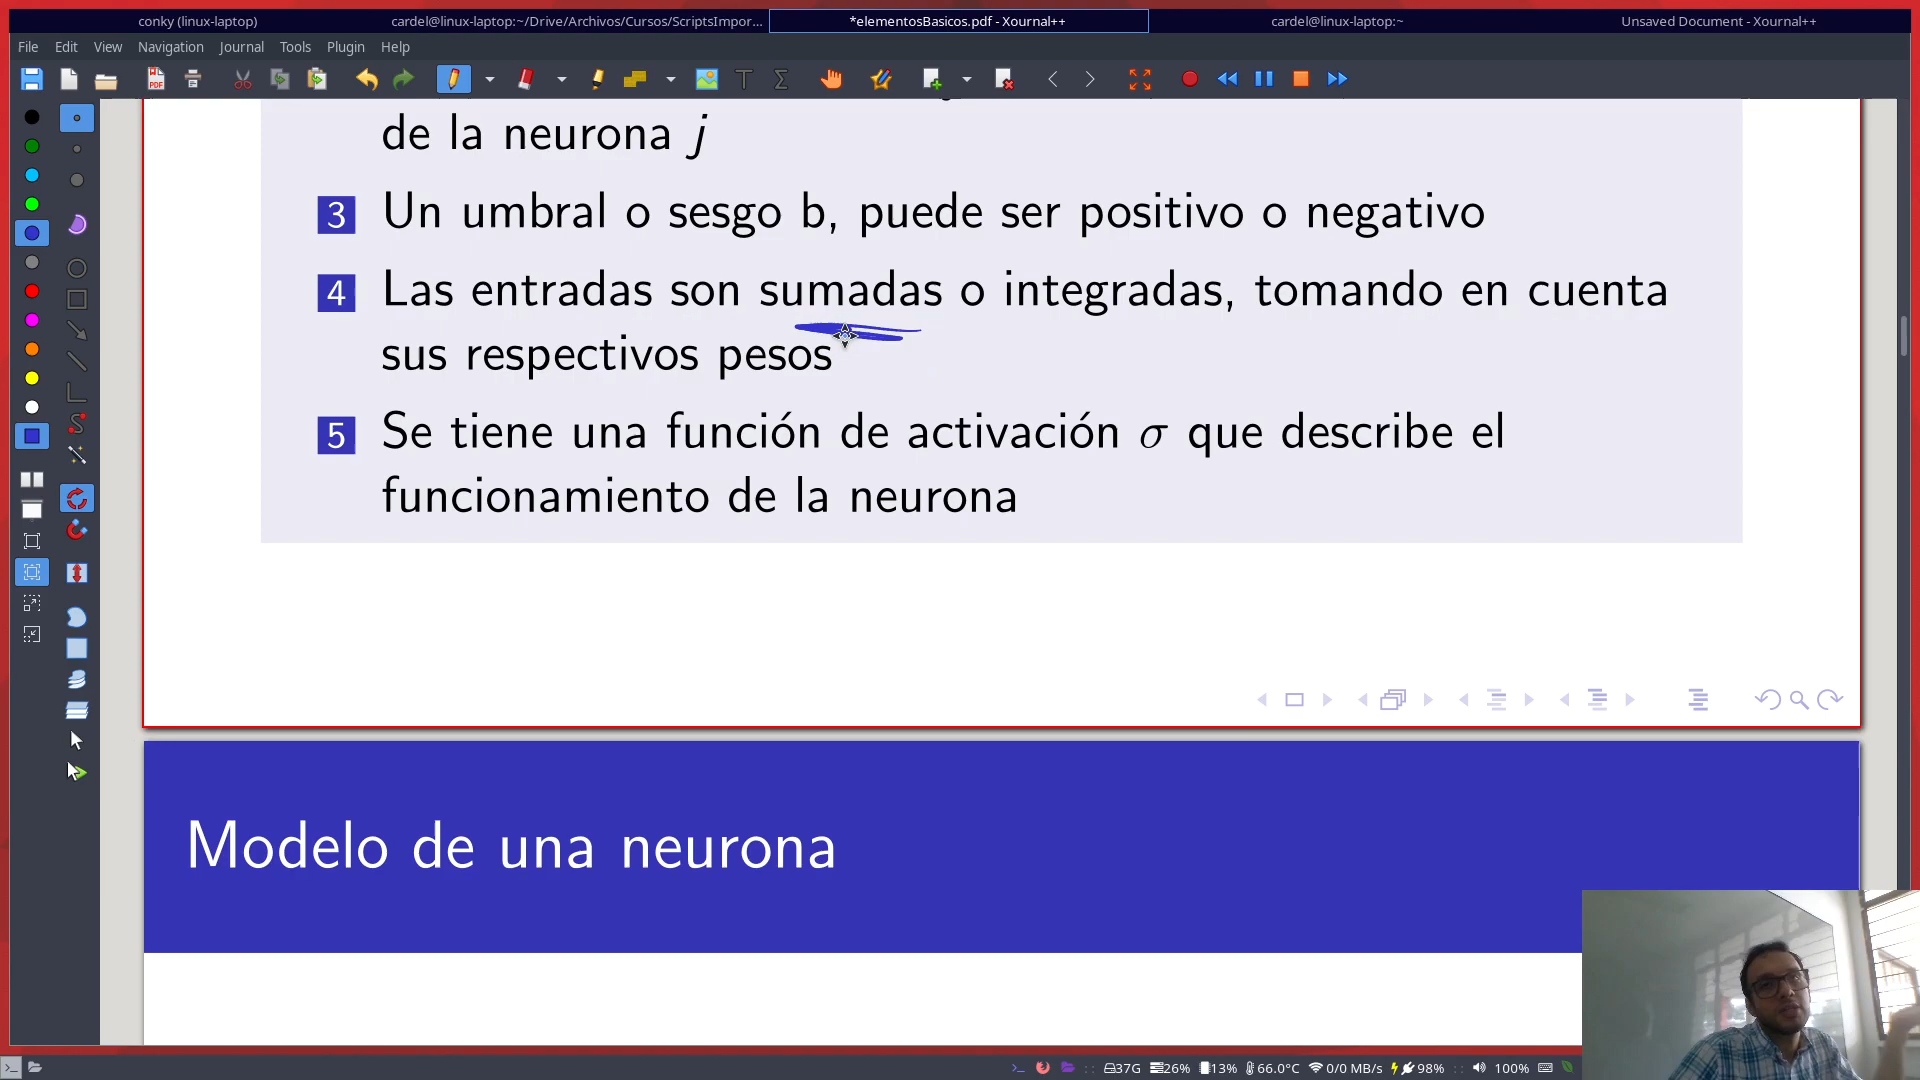 conky (linux-laptop)
cardel@linux-laptop:~/Drive/Archivos/Cursos/ScriptsImpor...
*elementosBasicos.pdf - Xournal++
cardel@linux-laptop:~
Unsaved Document - Xournal++
File Edit View Navigation Journal Tools Plugin Help
PDF
de la neurona j
3 Un umbral o sesgo b, puede ser positivo o negativo
4 Las entradas son sumadas o integradas, tomando en cuenta
sus respectivos pesos
5 Se tiene una función de activación σ que describe el
funcionamiento de la neurona
Modelo de una neurona
37G 26% 13% 66.0°C 0/0 MB/s 98% 100%